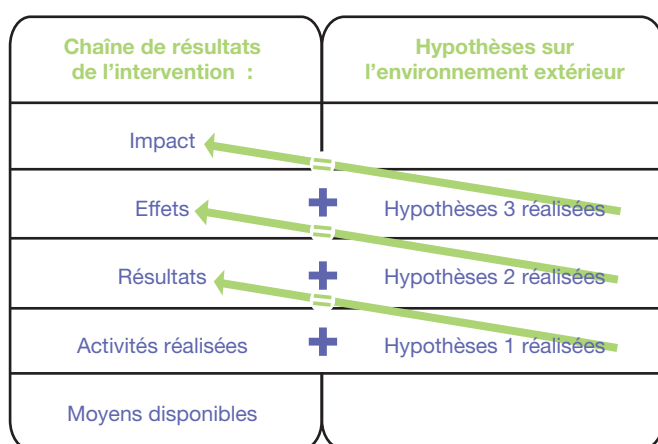 Chaîne de résultats
de l'intervention :
Hypothèses sur
l'environnement extérieur
Impact
=
Effets
+
Hypothèses 3 réalisées
=
Résultats
+
Hypothèses 2 réalisées
=
Activités réalisées
+
Hypothèses 1 réalisées
Moyens disponibles